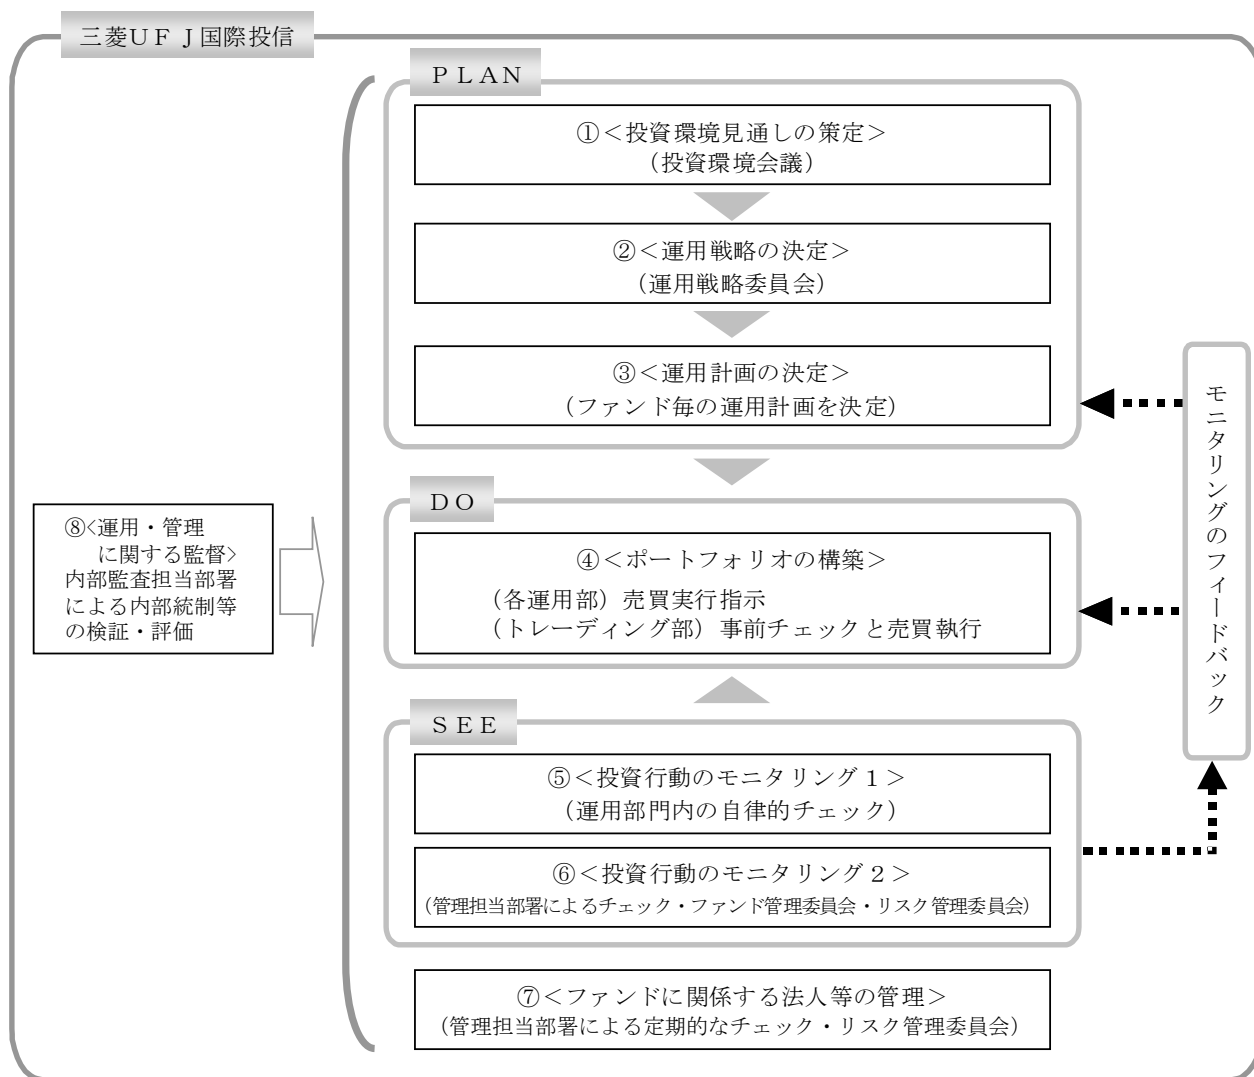 三菱ＵＦＪ国際投信
ＰＬＡＮ
①＜投資環境見通しの策定＞
（投資環境会議）
②＜運用戦略の決定＞
（運用戦略委員会）
③＜運用計画の決定＞
（ファンド毎の運用計画を決定）
ＤＯ
④＜ポートフォリオの構築＞
（各運用部）売買実行指示
（トレーディング部）事前チェックと売買執行
ＳＥＥ
⑤＜投資行動のモニタリング１＞
（運用部門内の自律的チェック）
⑥＜投資行動のモニタリング２＞
（管理担当部署によるチェック・ファンド管理委員会・リスク管理委員会）
⑦＜ファンドに関係する法人等の管理＞
（管理担当部署による定期的なチェック・リスク管理委員会）
⑧<運用・管理
に関する監督>
内部監査担当部署
による内部統制等
の検証・評価
モニタリングのフィードバック